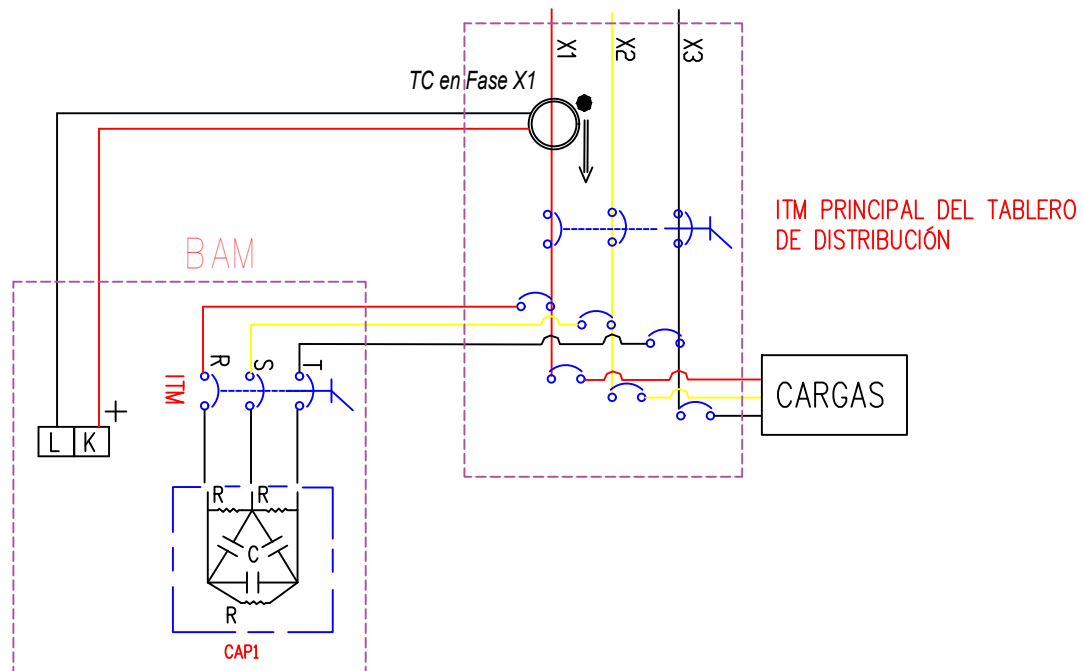 X1
X2
X3
TC en Fase X1
ITM PRINCIPAL DEL TABLERO
DE DISTRIBUCIÓN
BAM
R
S
T
ITM
CARGAS
+
L
K
R
R
C
R
CAP1